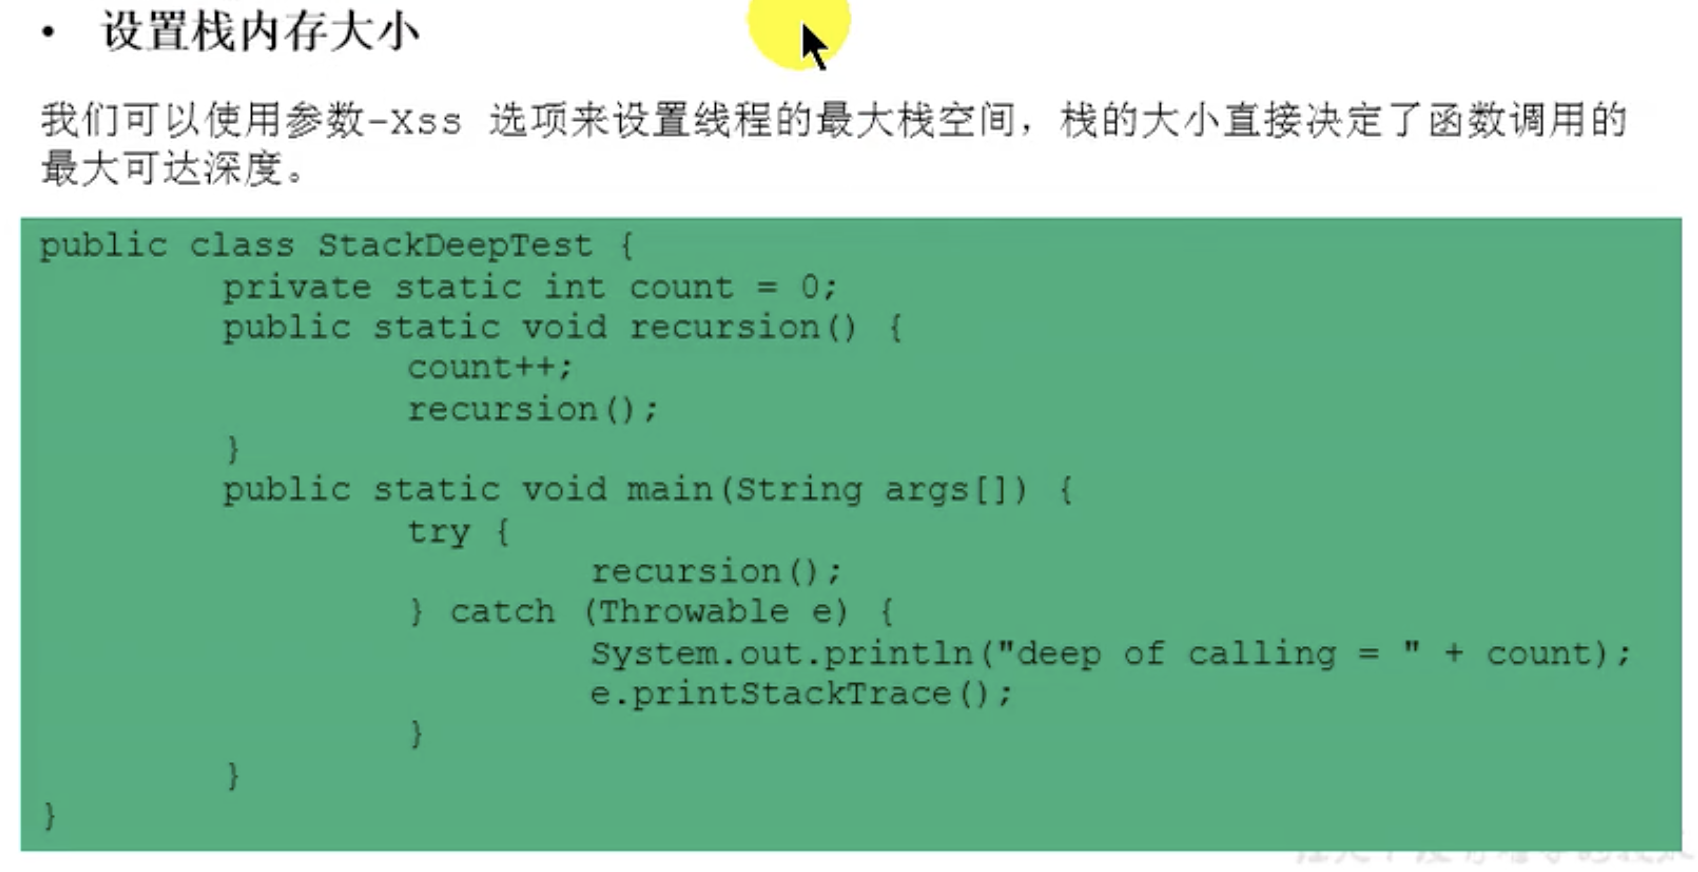 • 设置栈内存大小
我们可以使用参数-Xss 选项来设置线程的最大栈空间，栈的大小直接决定了函数调用的
最大可达深度。
public class StackDeepTest {
private static int count = 0;
public static void recursion() {
count++;
recursion();
}
public static void main(String args[]) {
try {
recursion();
} catch (Throwable e) {
System.out.println("deep of calling = " + count);
e.printStackTrace();
}
}
}